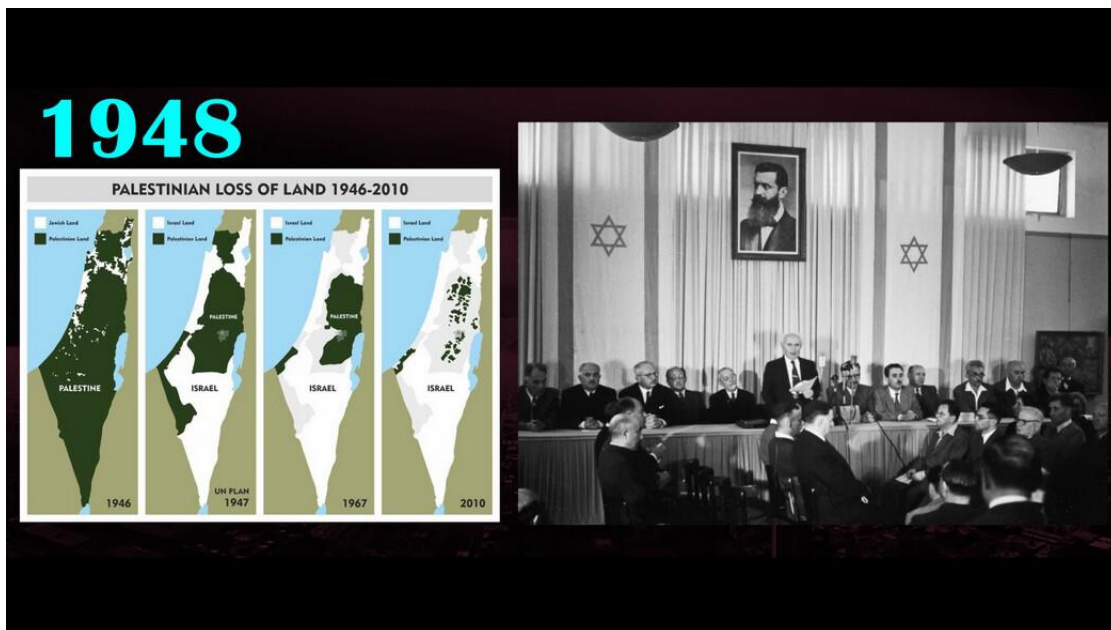 1948
PALESTINIAN LOSS OF LAND 1946-2010
Jewish Land
Palestinian Land
PALESTINE
1946
Israel Land
Palestinian Land
PALESTINE
ISRAEL
UN PLAN
1947
Israel Land
Palestinian Land
PALESTINE
ISRAEL
1967
Israel Land
Palestinian Land
ISRAEL
2010